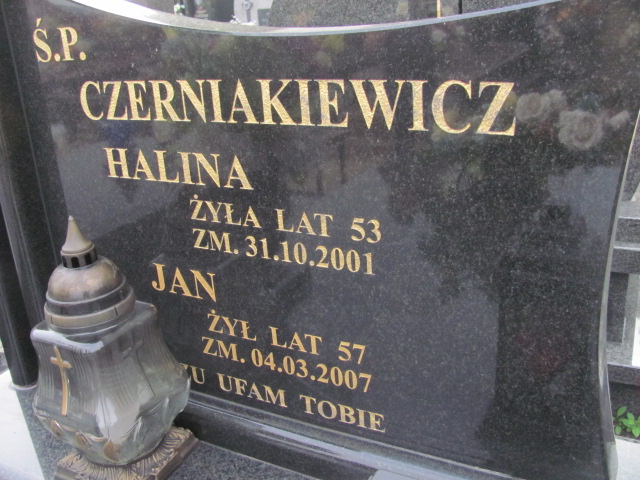 Ś.P.
CZERNIAKIEWICZ
HALINA
ŻYŁA LAT 53
ZM. 31.10.2001
JAN
ŻYŁ LAT 57
ZM. 04.03.2007
UFAM TOBIE